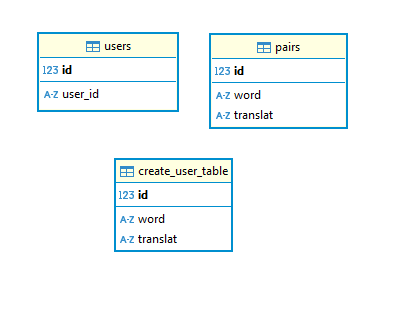 users
123 id
A-Z user_id
pairs
123 id
A-Z word
A-Z translat
create_user_table
123 id
A-Z word
A-Z translat